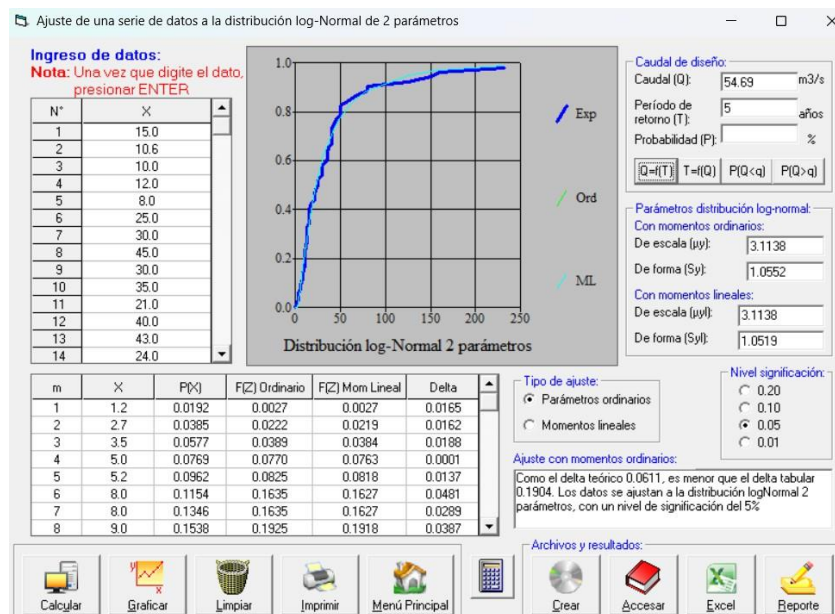 Ajuste de una serie de datos a la distribución log-Normal de 2 parámetros
Ingreso de datos:
Nota: Una vez que digite el dato,
presionar ENTER
N° X
1 15.0
2 10.6
3 10.0
4 12.0
5 8.0
6 25.0
7 30.0
8 45.0
9 30.0
10 35.0
11 21.0
12 40.0
13 43.0
14 24.0
1.0
0.8
0.6
0.4
0.2
0.0
0 50 100 150 200 250
Distribución log-Normal 2 parámetros
Exp
Ord
ML
Caudal de diseño:
Caudal (Q): 54.69 m3/s
Período de
retorno (T): 5 años
Probabilidad (P): %
Q=f(T) T=f(Q) P(Q<q) P(Q>q)
Parámetros distribución log-normal:
Con momentos ordinarios:
De escala (μy): 3.1138
De forma (Sy): 1.0552
Con momentos lineales:
De escala (μyl): 3.1138
De forma (Syl): 1.0519
m X P(X) F(Z) Ordinario F(Z) Mom Lineal Delta
1 1.2 0.0192 0.0027 0.0027 0.0165
2 2.7 0.0385 0.0222 0.0219 0.0162
3 3.5 0.0577 0.0389 0.0384 0.0188
4 5.0 0.0769 0.0770 0.0763 0.0001
5 5.2 0.0962 0.0825 0.0818 0.0137
6 8.0 0.1154 0.1635 0.1627 0.0481
7 8.0 0.1346 0.1635 0.1627 0.0289
8 9.0 0.1538 0.1925 0.1918 0.0387
Tipo de ajuste:
Parámetros ordinarios
Momentos lineales
Nivel significación:
0.20
0.10
0.05
0.01
Ajuste con momentos ordinarios:
Como el delta teórico 0.0611, es menor que el delta tabular
0.1904. Los datos se ajustan a la distribución logNormal 2
parámetros, con un nivel de significación del 5%
Calcular
Graficar
Limpiar
Imprimir
Menú Principal
Archivos y resultados:
Crear
Accesar
Excel
Reporte